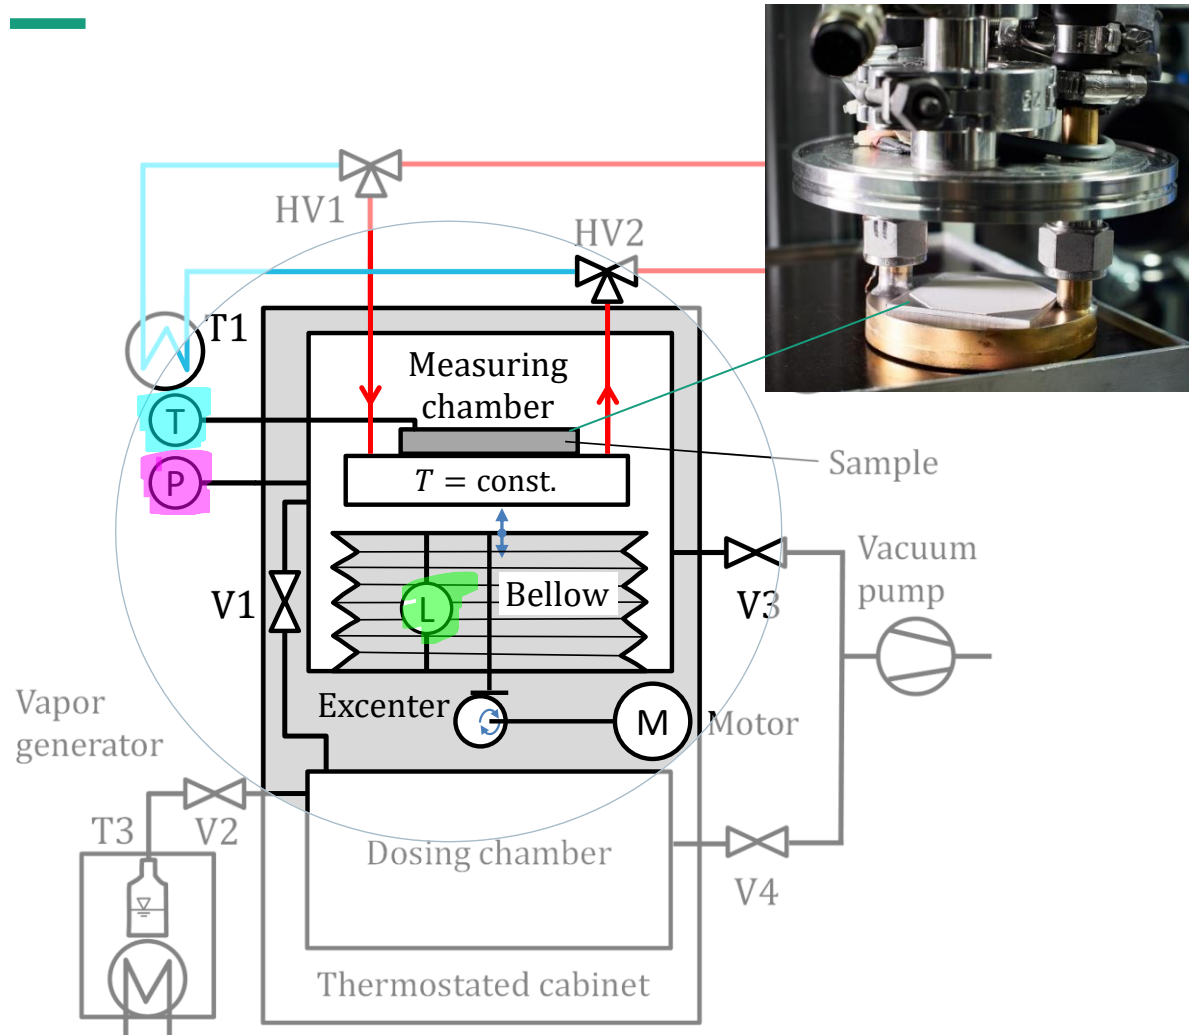 HV1
HV2
T1
Measuring
chamber
T
P
Sample
T = const.
Vacuum
pump
V1
L
Bellow
V3
Vapor
generator
Excenter
M
Motor
T3
V2
Dosing chamber
V4
Thermostated cabinet